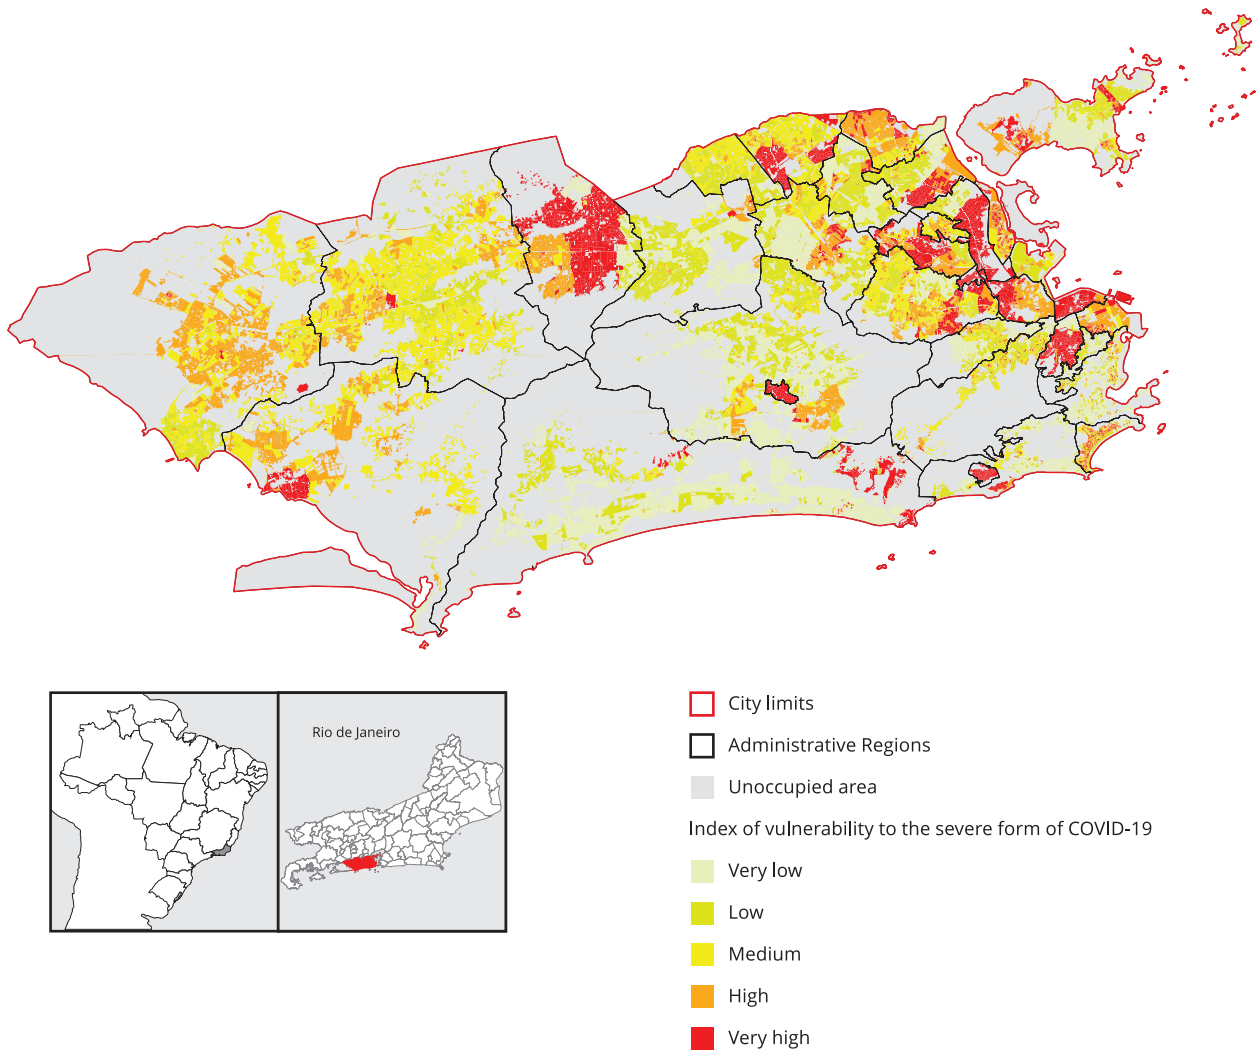 Rio de Janeiro
City limits
Administrative Regions
Unoccupied area
Index of vulnerability to the severe form of COVID-19
Very low
Low
Medium
High
Very high